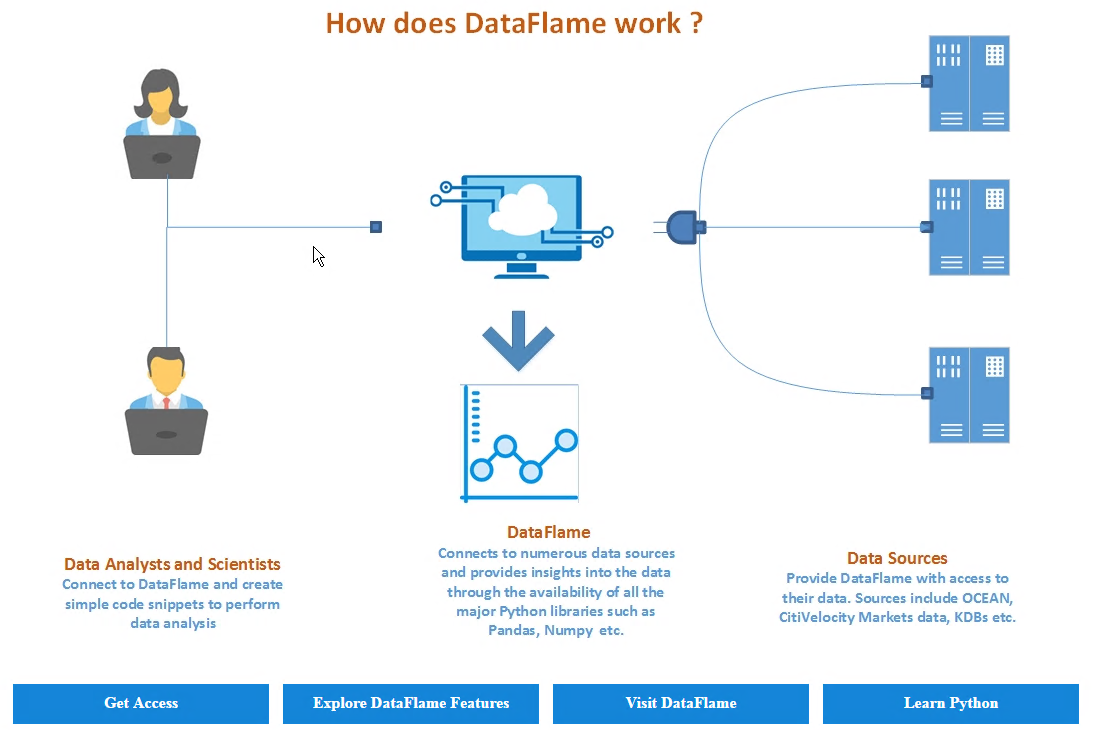 How does DataFlame work ?
Data Analysts and Scientists
Connect to DataFlame and create
simple code snippets to perform
data analysis
DataFlame
Connects to numerous data sources
and provides insights into the data
through the availability of all the
major Python libraries such as
Pandas, Numpy etc.
Data Sources
Provide DataFlame with access to
their data. Sources include OCEAN,
CitiVelocity Markets data, KDBs etc.
Get Access
Explore DataFlame Features
Visit DataFlame
Learn Python